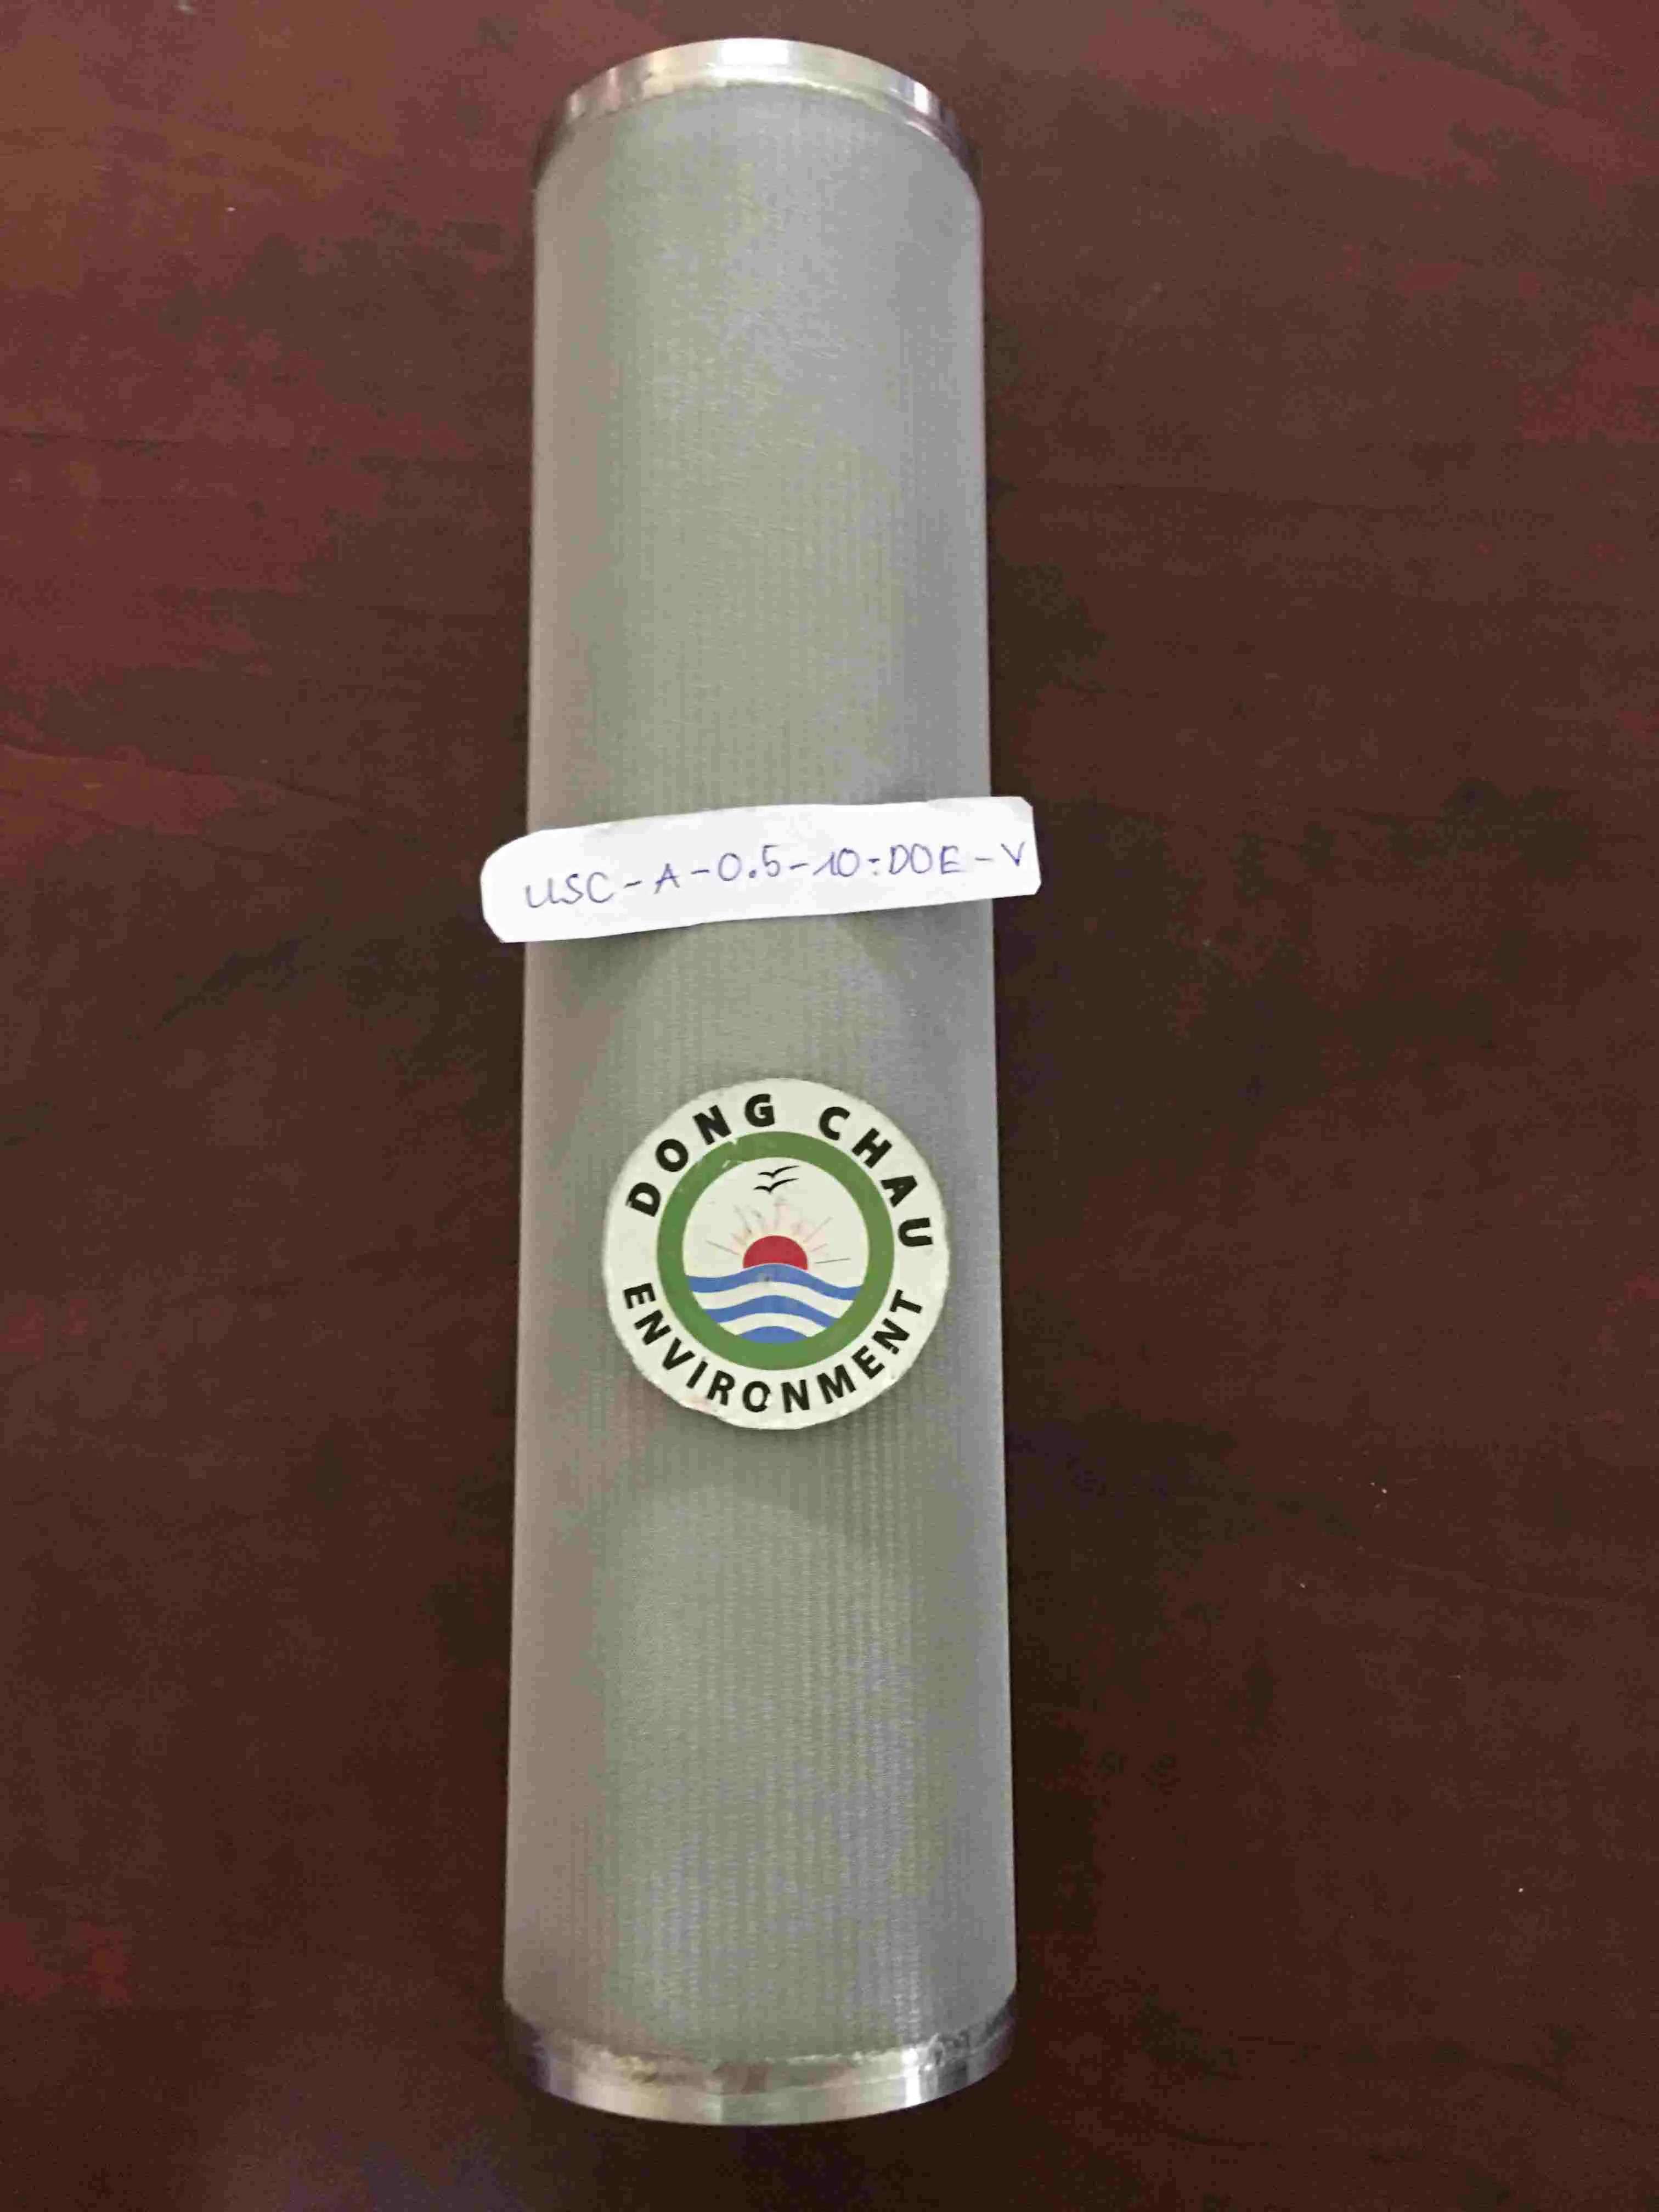 USC-A-0.5-10-DOE-V
DONG CHAU
ENVIRONMENT